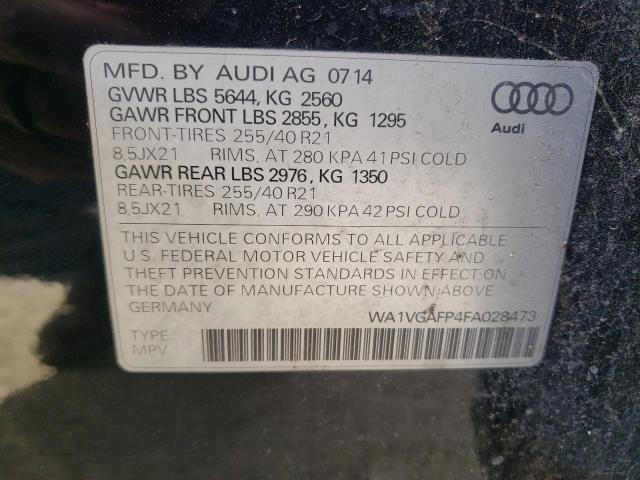 MFD. BY AUDI AG 0714
GVWR LBS 5644, KG 2560
GAWR FRONT LBS 2855, KG 1295
FRONT-TIRES 255/40 R21
8,5JX21 RIMS, AT 280 KPA 41 PSI COLD
GAWR REAR LBS 2976, KG 1350
REAR-TIRES 255/40 R21
8,5JX21 RIMS, AT 290 KPA 42 PSI COLD
Audi
THIS VEHICLE CONFORMS TO ALL APPLICABLE
U.S. FEDERAL MOTOR VEHICLE SAFETY AND
THEFT PREVENTION STANDARDS IN EFFECT ON
THE DATE OF MANUFACTURE SHOWN ABOVE
GERMANY
WA1VGAFP4FA028473
TYPE
MPV